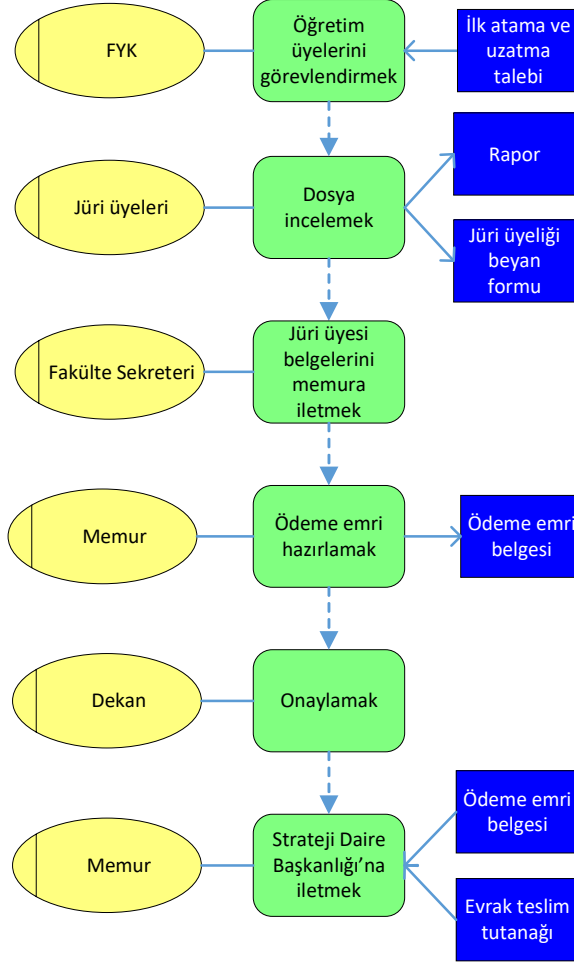 FYK
Öğretim
üyelerini
görevlendirmek
İlk atama ve
uzatma
talebi
Jüri üyeleri
Dosya
incelemek
Rapor
Jüri üyeliği
beyan
formu
Fakülte Sekreteri
Jüri üyesi
belgelerini
memura
iletmek
Memur
Ödeme emri
hazırlamak
Ödeme emri
belgesi
Dekan
Onaylamak
Memur
Strateji Daire
Başkanlığı’na
iletmek
Ödeme emri
belgesi
Evrak teslim
tutanağı